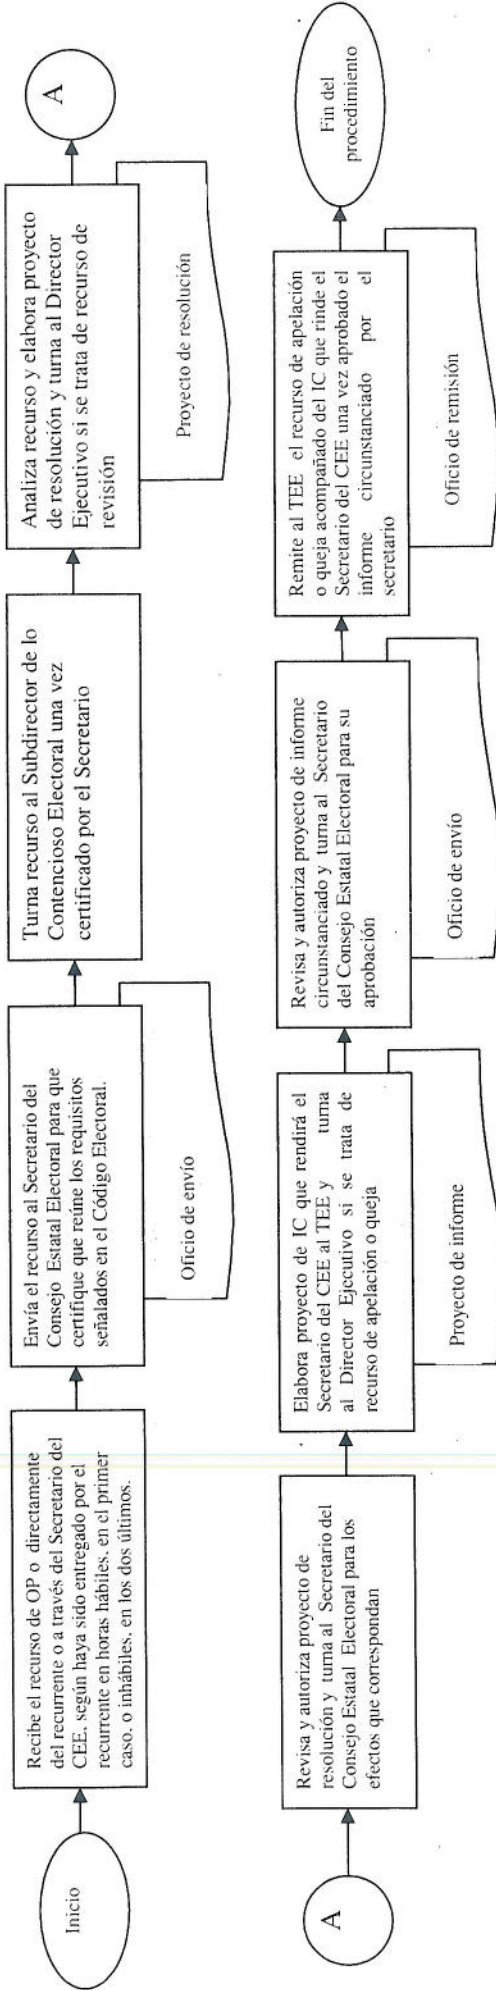 Inicio
Recibe el recurso de OP o directamente
del recurrente o a través del Secretario del
CEE, según haya sido entregado por el
recurrente en horas hábiles, en el primer
caso, o inhábiles, en los dos últimos.
Envía el recurso al Secretario del
Consejo Estatal Electoral para que
certifique que reúne los requisitos
señalados en el Código Electoral.
Oficio de envío
Turna recurso al Subdirector de lo
Contencioso Electoral una vez
certificado por el Secretario
Analiza recurso y elabora proyecto
de resolución y turna al Director
Ejecutivo si se trata de recurso de
revisión
Proyecto de resolución
A
A
Revisa y autoriza proyecto de
resolución y turna al Secretario del
Consejo Estatal Electoral para los
efectos que correspondan
Elabora proyecto de IC que rendirá el
Secretario del CEE al TEE y turna
al Director Ejecutivo si se trata de
recurso de apelación o queja
Proyecto de informe
Revisa y autoriza proyecto de informe
circunstanciado y turna al Secretario
del Consejo Estatal Electoral para su
aprobación
Oficio de envío
Remite al TEE el recurso de apelación
o queja acompañado del IC que rinde el
Secretario del CEE una vez aprobado el
informe circunstanciado por el
secretario
Oficio de remisión
Fin del
procedimiento